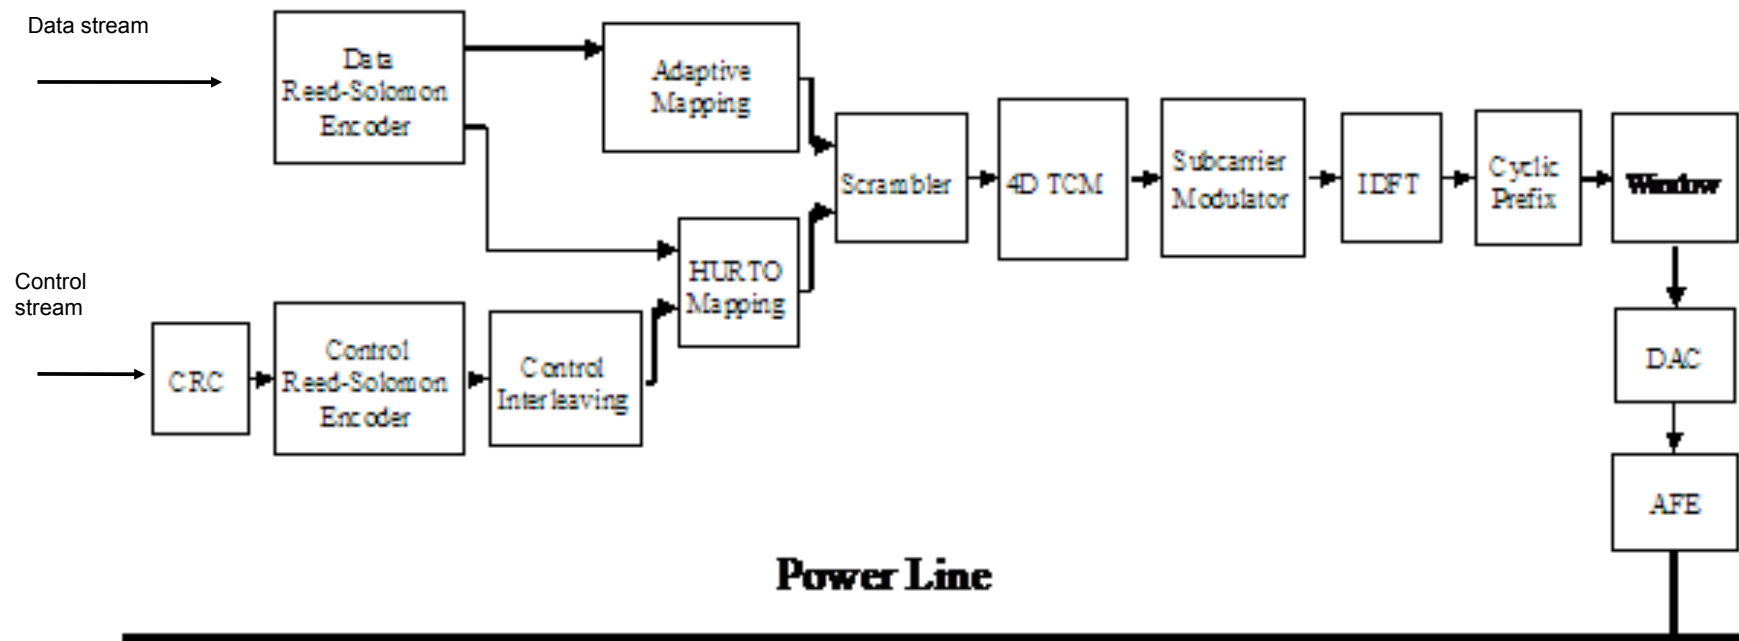 Data stream
Data
Reed-Solomon
Encoder
Adaptive
Mapping
Scrambler
4D TCM
Subcarrier
Modulator
IDFT
Cyclic
Prefix
Window
HURTO
Mapping
Control
stream
CRC
Control
Reed-Solomon
Encoder
Control
Interleaving
DAC
AFE
Power Line